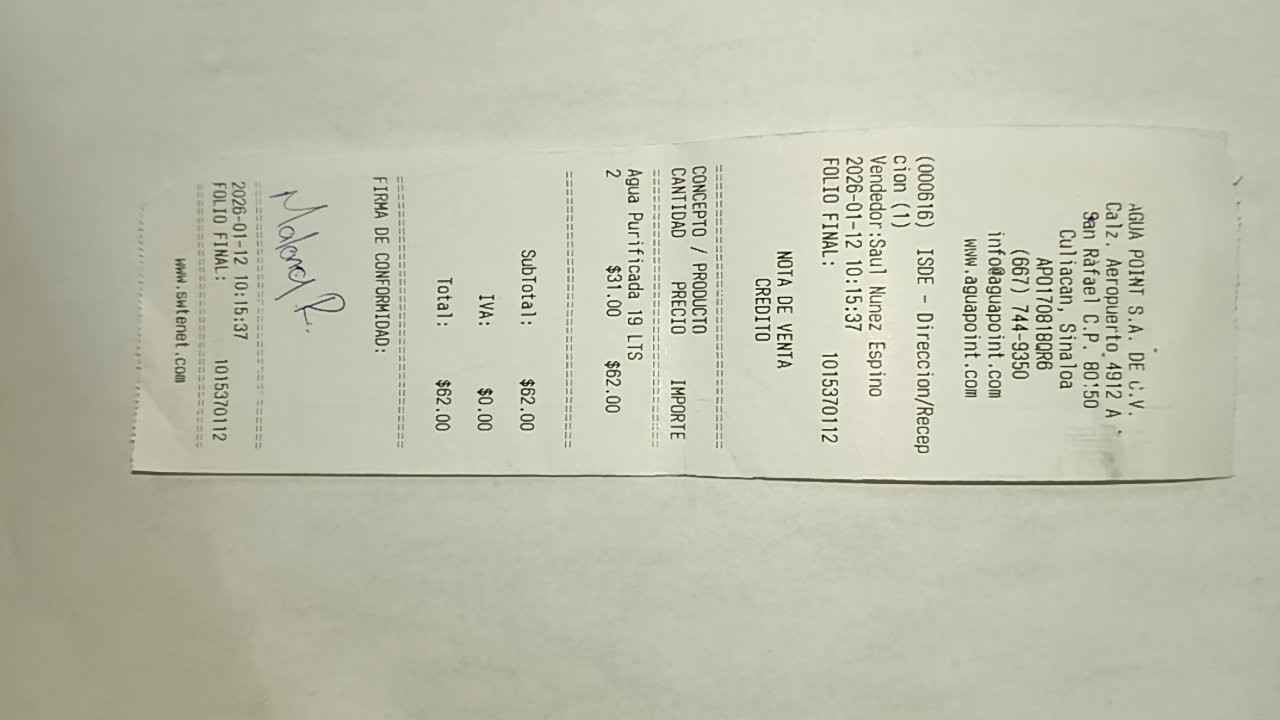 AGUA POINT S.A. DE C.V.
Calz. Aeropuerto 4912 A
San Rafael C.P. 80150
Culiacan, Sinaloa
APO170818QR6
(667) 744-9350
info@aguapoint.com
www.aguapoint.com
(000616) ISDE - Direccion/Recep
cion (1)
Vendedor:Saul Nunez Espino
2026-01-12 10:15:37
FOLIO FINAL: 1015370112
NOTA DE VENTA
CREDITO
CONCEPTO / PRODUCTO
CANTIDAD PRECIO IMPORTE
Agua Purificada 19 LTS
2 $31.00 $62.00
SubTotal: $62.00
IVA: $0.00
Total: $62.00
FIRMA DE CONFORMIDAD:
R.
2026-01-12 10:15:37
FOLIO FINAL: 1015370112
www.swtenet.com